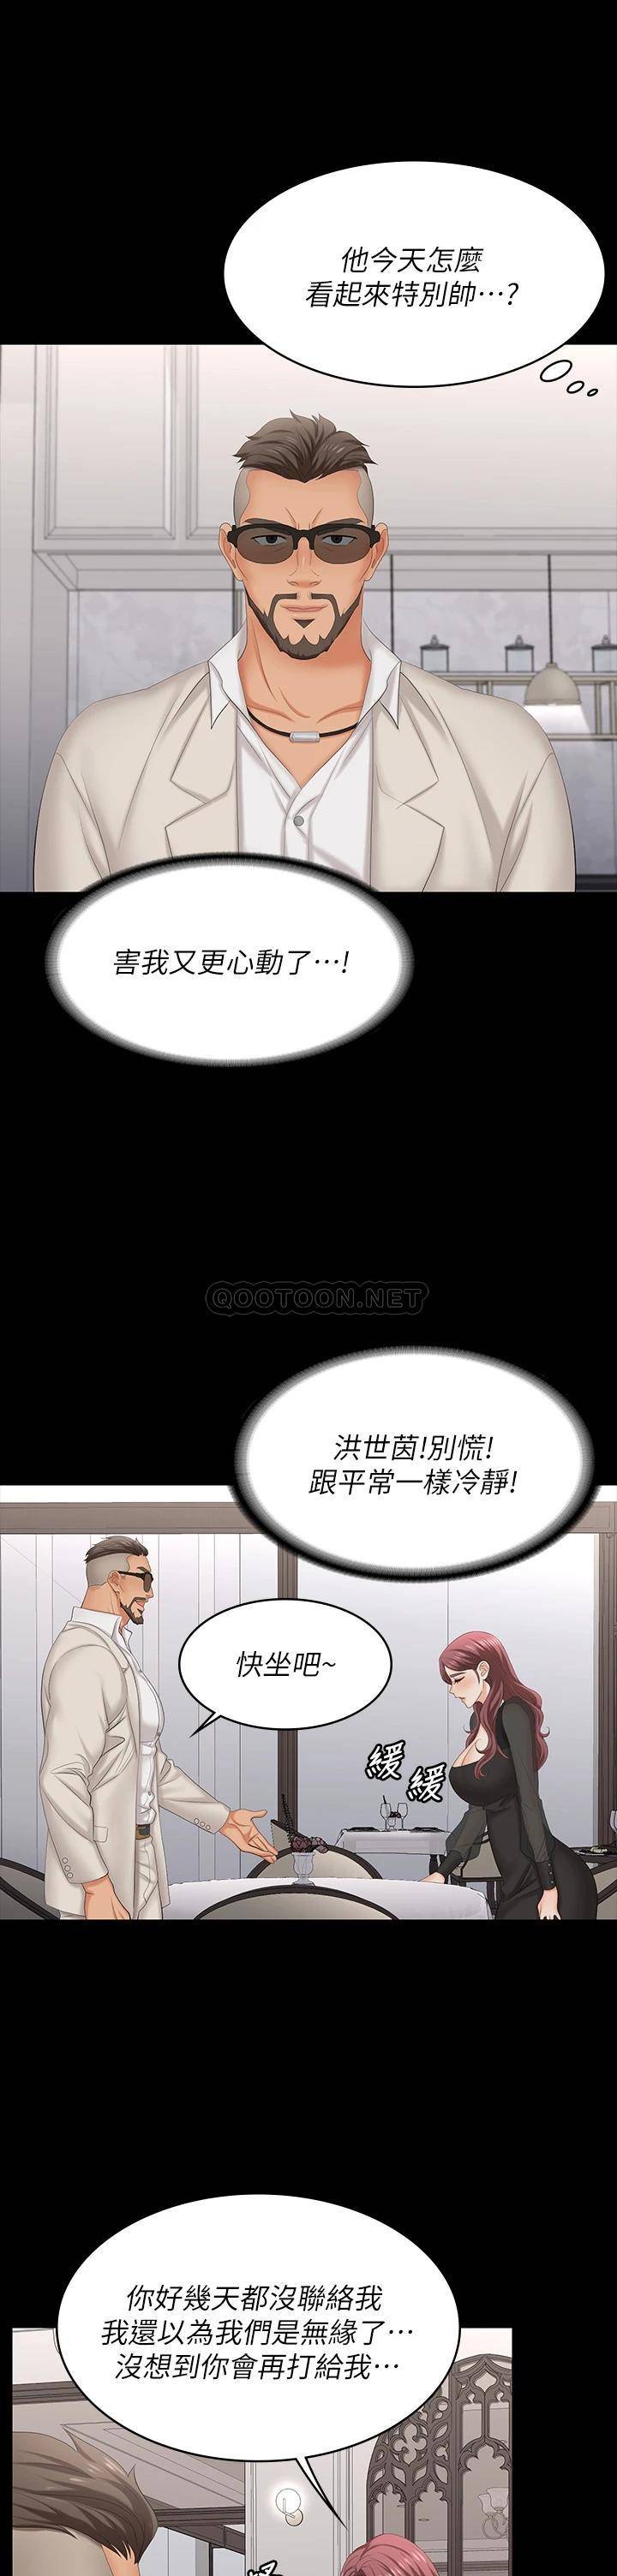 他今天怎麼
看起來特別帥⋯?
害我又更心動了⋯!
QOOTOON.NET
洪世茵!別慌!
跟平常一樣冷靜!
快坐吧~
緩
緩
你好幾天都沒聯絡我
我還以為我們是無緣了⋯
沒想到你會再打給我⋯
緩